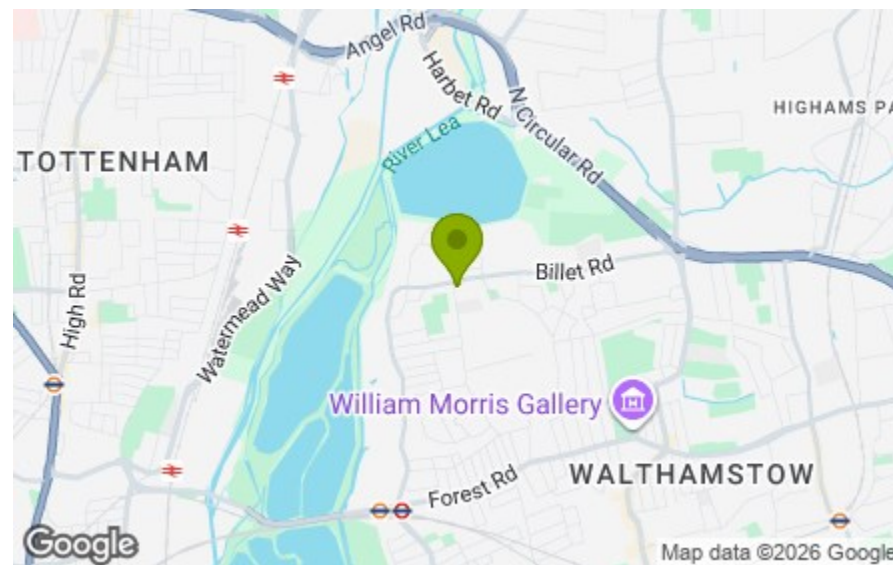 Angel Rd
Harbet Rd
N Circular Rd
HIGHAMS PA
River Lea
TOTTENHAM
Billet Rd
High Rd
Watermead Way
William Morris Gallery
Forest Rd
WALTHAMSTOW
Google
Map data ©2026 Google